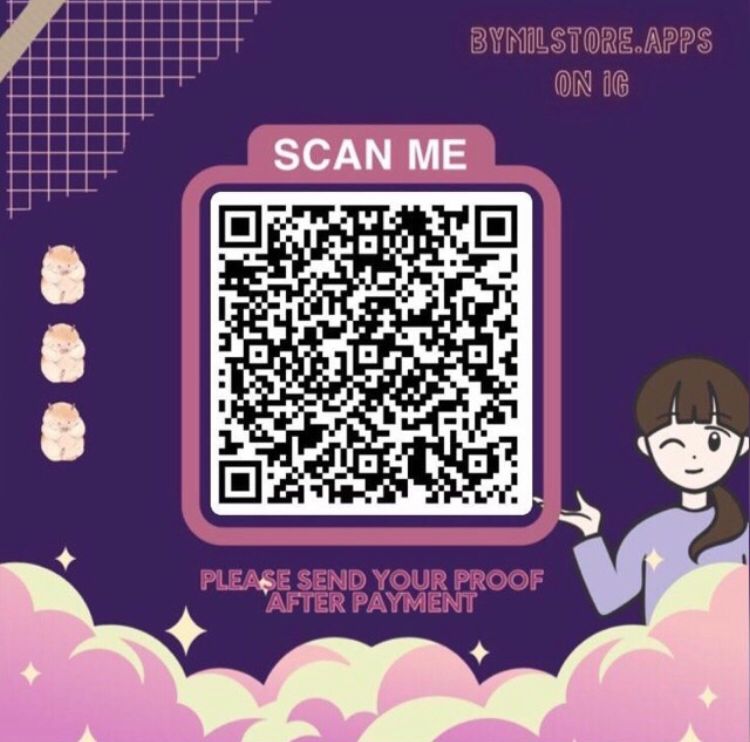 BYMILSTORE.APPS
ON IG
SCAN ME
PLEASE SEND YOUR PROOF
AFTER PAYMENT